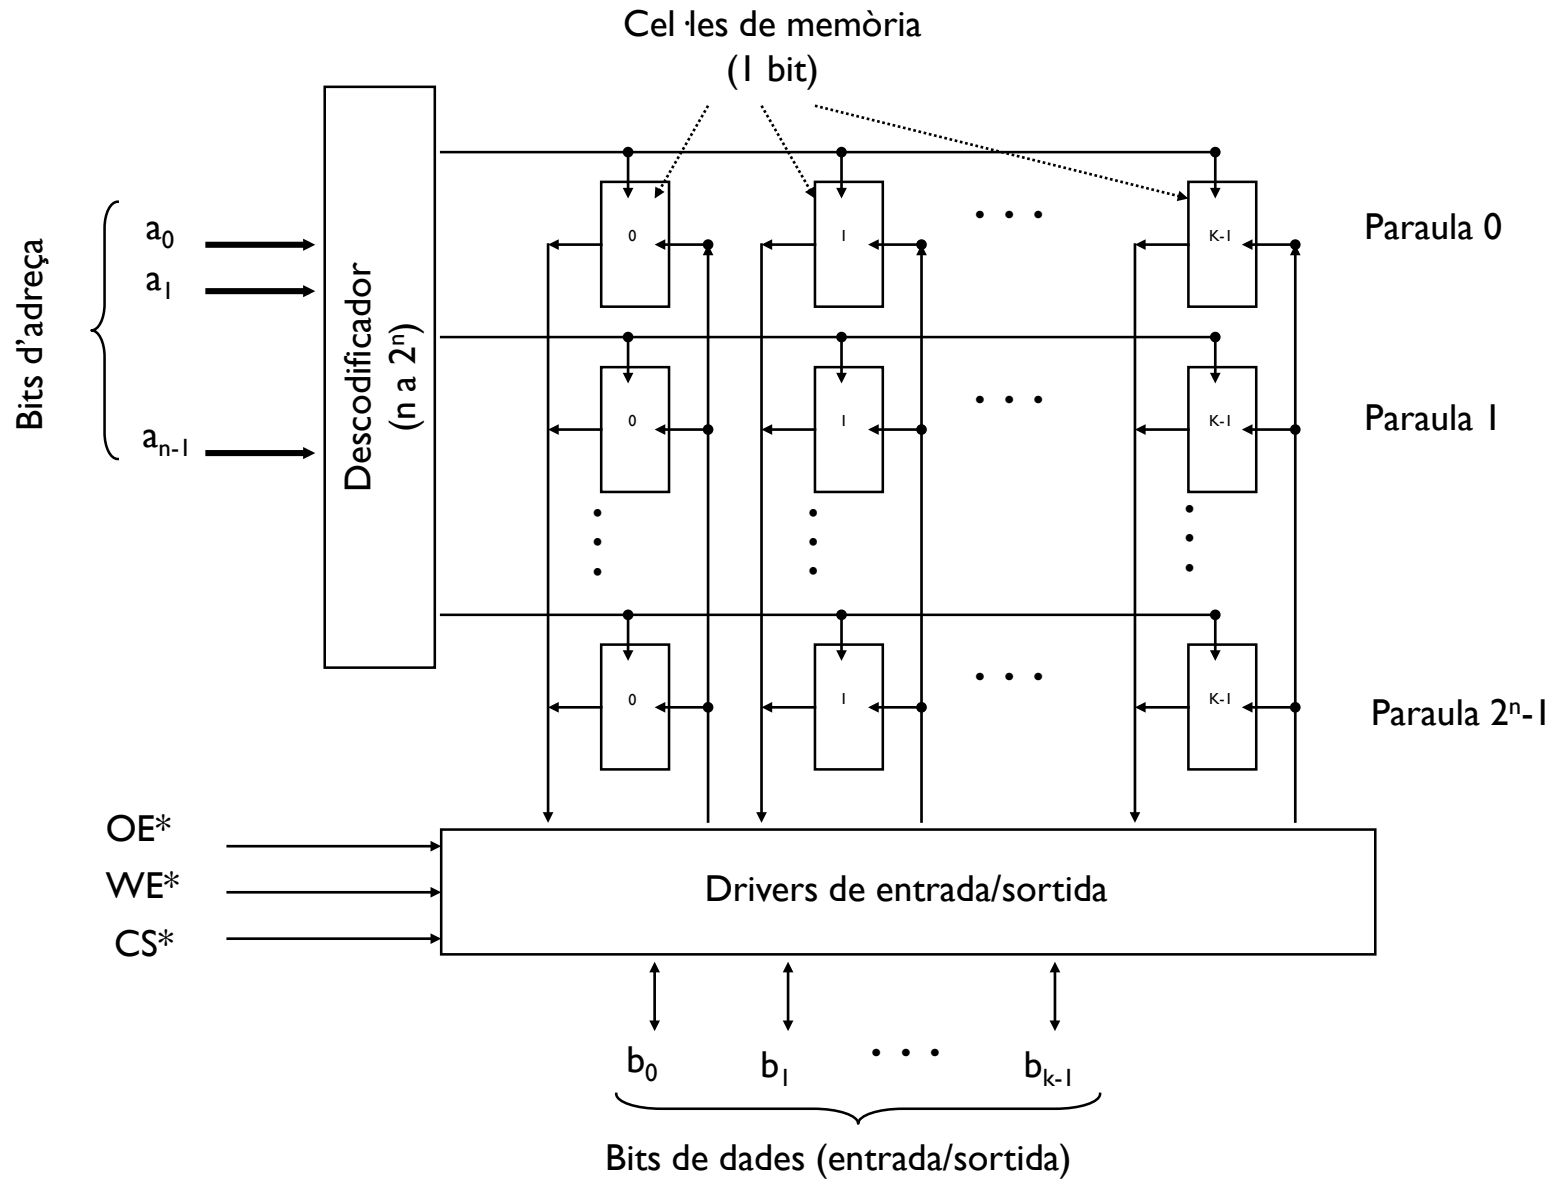 Cel·les de memòria
(1 bit)
Bits d'adreça
a0
a1
an-1
Descodificador
(n a 2ⁿ)
0
1
K-1
Paraula 0
0
1
K-1
Paraula 1
0
1
K-1
Paraula 2ⁿ-1
OE*
WE*
CS*
Drivers de entrada/sortida
b0
b1
bk-1
Bits de dades (entrada/sortida)